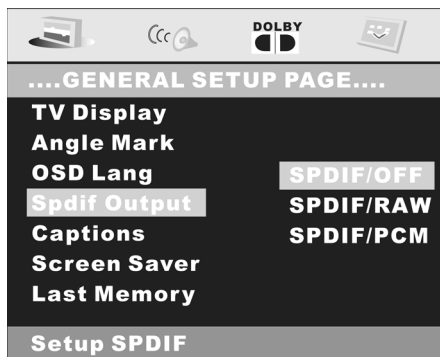 DOLBY
....GENERAL SETUP PAGE....
TV Display
Angle Mark
OSD Lang
SPDIF/OFF
Spdif Output
SPDIF/RAW
Captions
SPDIF/PCM
Screen Saver
Last Memory
Setup SPDIF